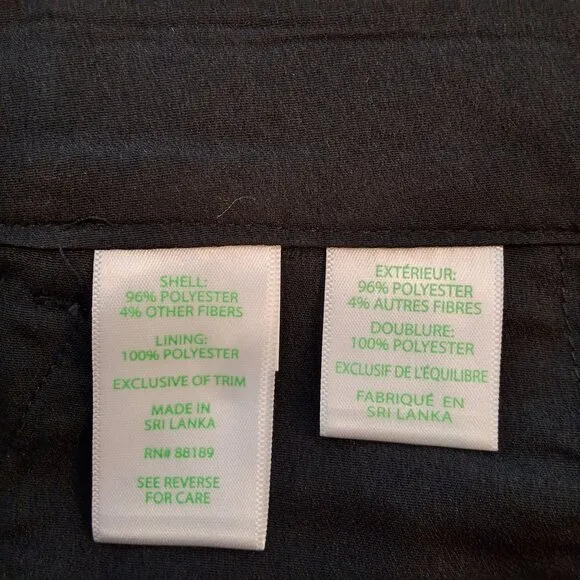 SHELL:
96% POLYESTER
4% OTHER FIBERS
LINING:
100% POLYESTER
EXCLUSIVE OF TRIM
MADE IN
SRI LANKA
RN# 88189
SEE REVERSE
FOR CARE
EXTÉRIEUR:
96% POLYESTER
4% AUTRES FIBRES
DOUBLURE:
100% POLYESTER
EXCLUSIF DE L'ÉQUILIBRE
FABRIQUÉ EN
SRI LANKA